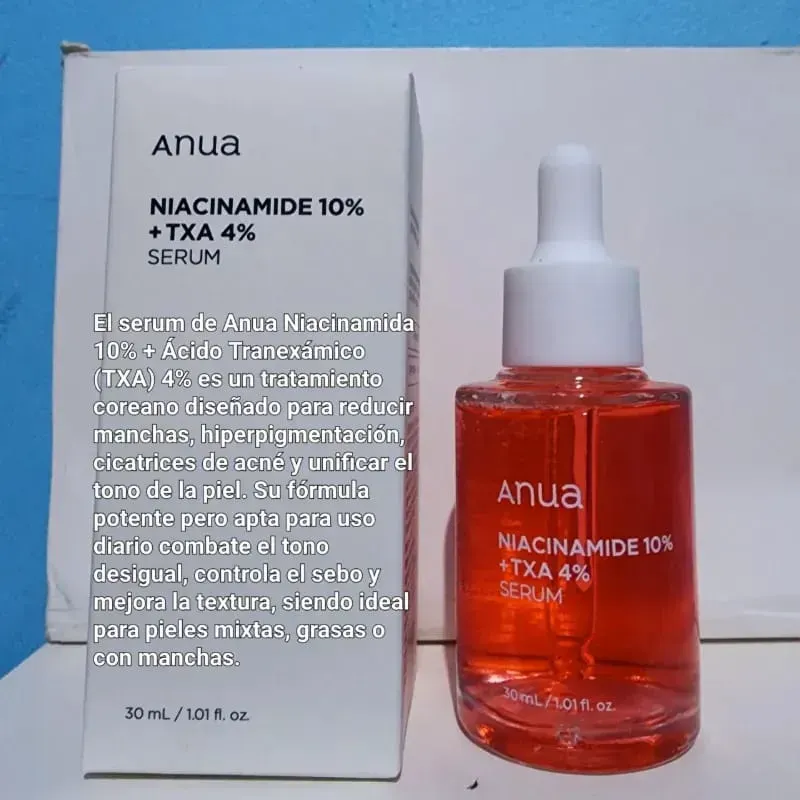 Anua
NIACINAMIDE 10%
+ TXA 4%
SERUM
El serum de Anua Niacinamida
10% + Ácido Tranexámico
(TXA) 4% es un tratamiento
coreano diseñado para reducir
manchas, hiperpigmentación,
cicatrices de acné y unificar el
tono de la piel. Su fórmula
potente pero apta para uso
diario combate el tono
desigual, controla el sebo y
mejora la textura, siendo ideal
para pieles mixtas, grasas o
con manchas.
30 mL / 1.01 fl. oz.
Anua
NIACINAMIDE 10%
+TXA 4%
SERUM
30 mL / 1.01 fl. oz.